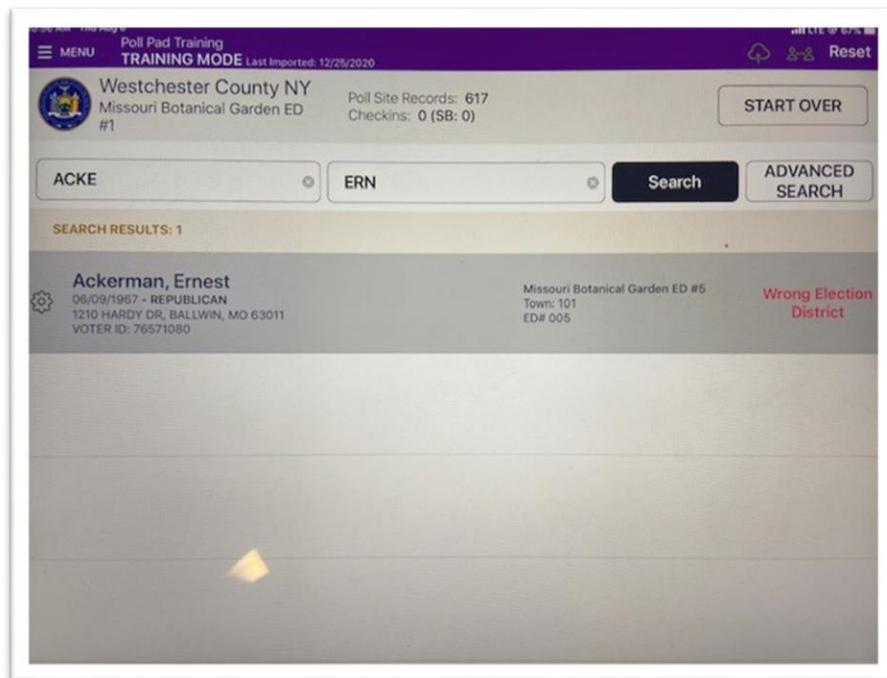 MENU
Poll Pad Training
TRAINING MODE Last Imported: 12/25/2020
Reset
Westchester County NY
Missouri Botanical Garden ED
#1
Poll Site Records: 617
Checkins: 0 (SB: 0)
START OVER
ACKE
ERN
Search
ADVANCED
SEARCH
SEARCH RESULTS: 1
Ackerman, Ernest
06/09/1967 - REPUBLICAN
1210 HARDY DR, BALLWIN, MO 63011
VOTER ID: 76571080
Missouri Botanical Garden ED #5
Town: 101
ED# 005
Wrong Election
District